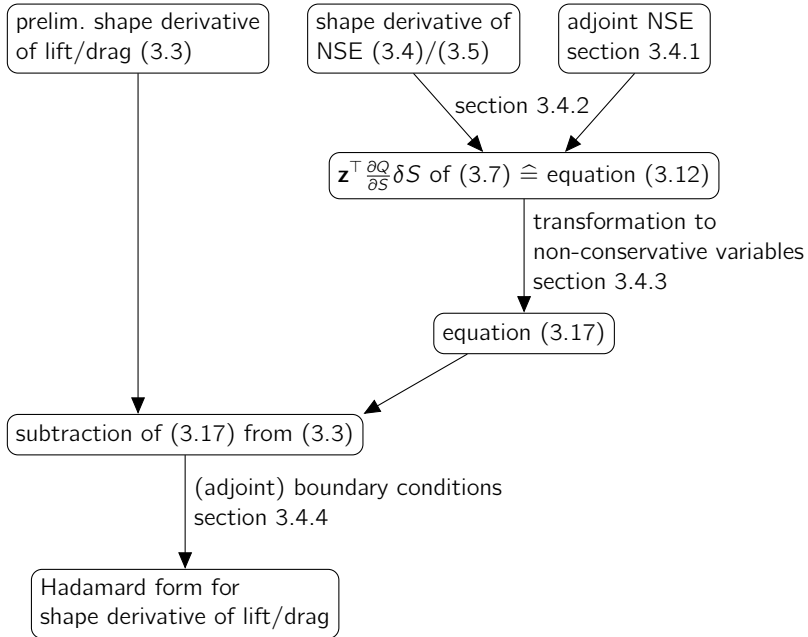 prelim. shape derivative
of lift/drag (3.3)
shape derivative of
NSE (3.4)/(3.5)
adjoint NSE
section 3.4.1
section 3.4.2
z⊤ ∂Q/∂S δS of (3.7) ≙ equation (3.12)
transformation to
non-conservative variables
section 3.4.3
equation (3.17)
subtraction of (3.17) from (3.3)
(adjoint) boundary conditions
section 3.4.4
Hadamard form for
shape derivative of lift/drag